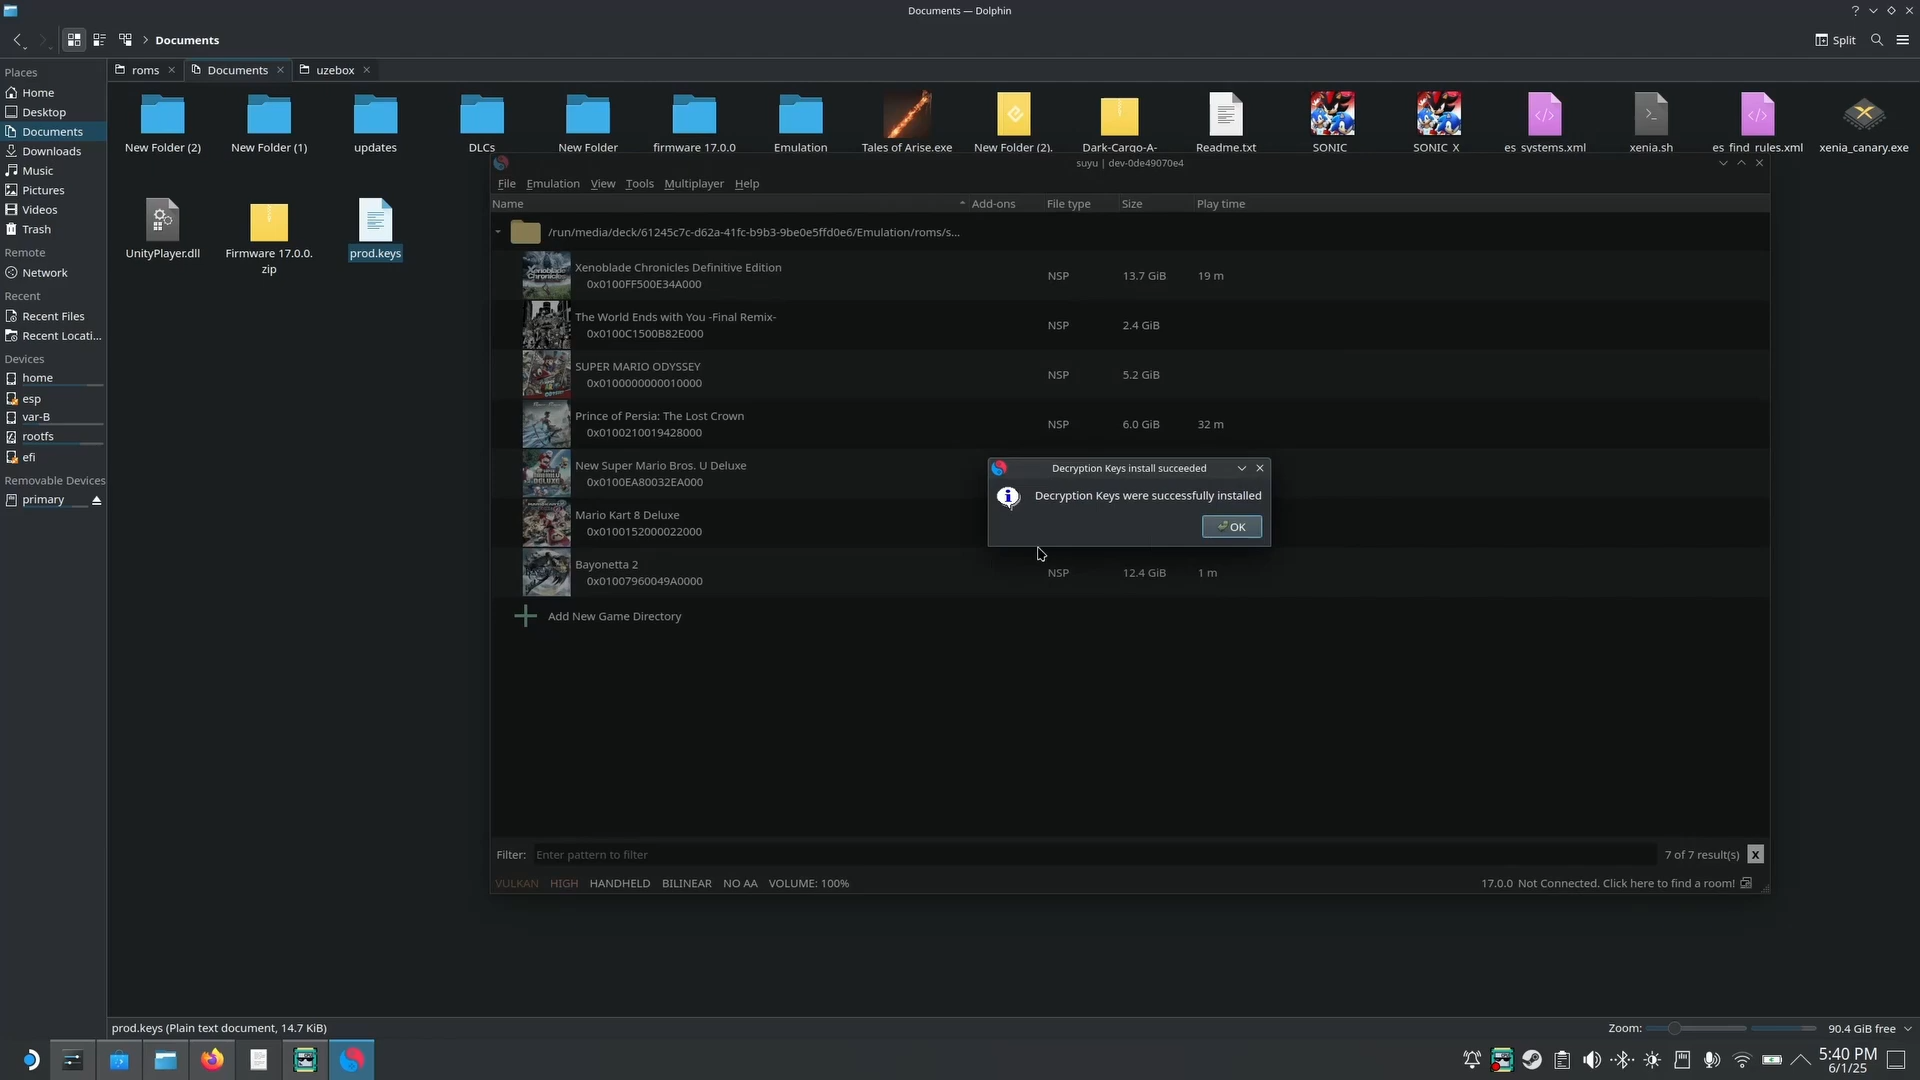 Documents — Dolphin
Documents
Split
Places
Home
Desktop
Documents
Downloads
Music
Pictures
Videos
Trash
Remote
Network
Recent
Recent Files
Recent Locati...
Devices
home
esp
var-B
rootfs
efi
Removable Devices
primary
roms
Documents
uzebox
New Folder (2)
New Folder (1)
updates
DLCs
New Folder
firmware 17.0.0
Emulation
Tales of Arise.exe
New Folder (2).
Dark-Cargo-A-
Readme.txt
SONIC
SONIC X
es_systems.xml
xenia.sh
es_find_rules.xml
xenia_canary.exe
UnityPlayer.dll
Firmware 17.0.0.
zip
prod.keys
suyu | dev-0de49070e4
File Emulation View Tools Multiplayer Help
Name Add-ons File type Size Play time
/run/media/deck/61245c7c-d62a-41fc-b9b3-9be0e5ffd0e6/Emulation/roms/s...
Xenoblade Chronicles Definitive Edition
0x0100FF500E34A000
NSP 13.7 GiB 19 m
The World Ends with You -Final Remix-
0x0100C1500B82E000
NSP 2.4 GiB
SUPER MARIO ODYSSEY
0x0100000000010000
NSP 5.2 GiB
Prince of Persia: The Lost Crown
0x0100210019428000
NSP 6.0 GiB 32 m
New Super Mario Bros. U Deluxe
0x0100EA80032EA000
Mario Kart 8 Deluxe
0x0100152000022000
Bayonetta 2
0x01007960049A0000
NSP 12.4 GiB 1 m
Add New Game Directory
Decryption Keys install succeeded
Decryption Keys were successfully installed
OK
Filter: Enter pattern to filter 7 of 7 result(s) X
VULKAN HIGH HANDHELD BILINEAR NO AA VOLUME: 100% 17.0.0 Not Connected. Click here to find a room!
prod.keys (Plain text document, 14.7 KiB)
Zoom: 90.4 GiB free
5:40 PM
6/1/25